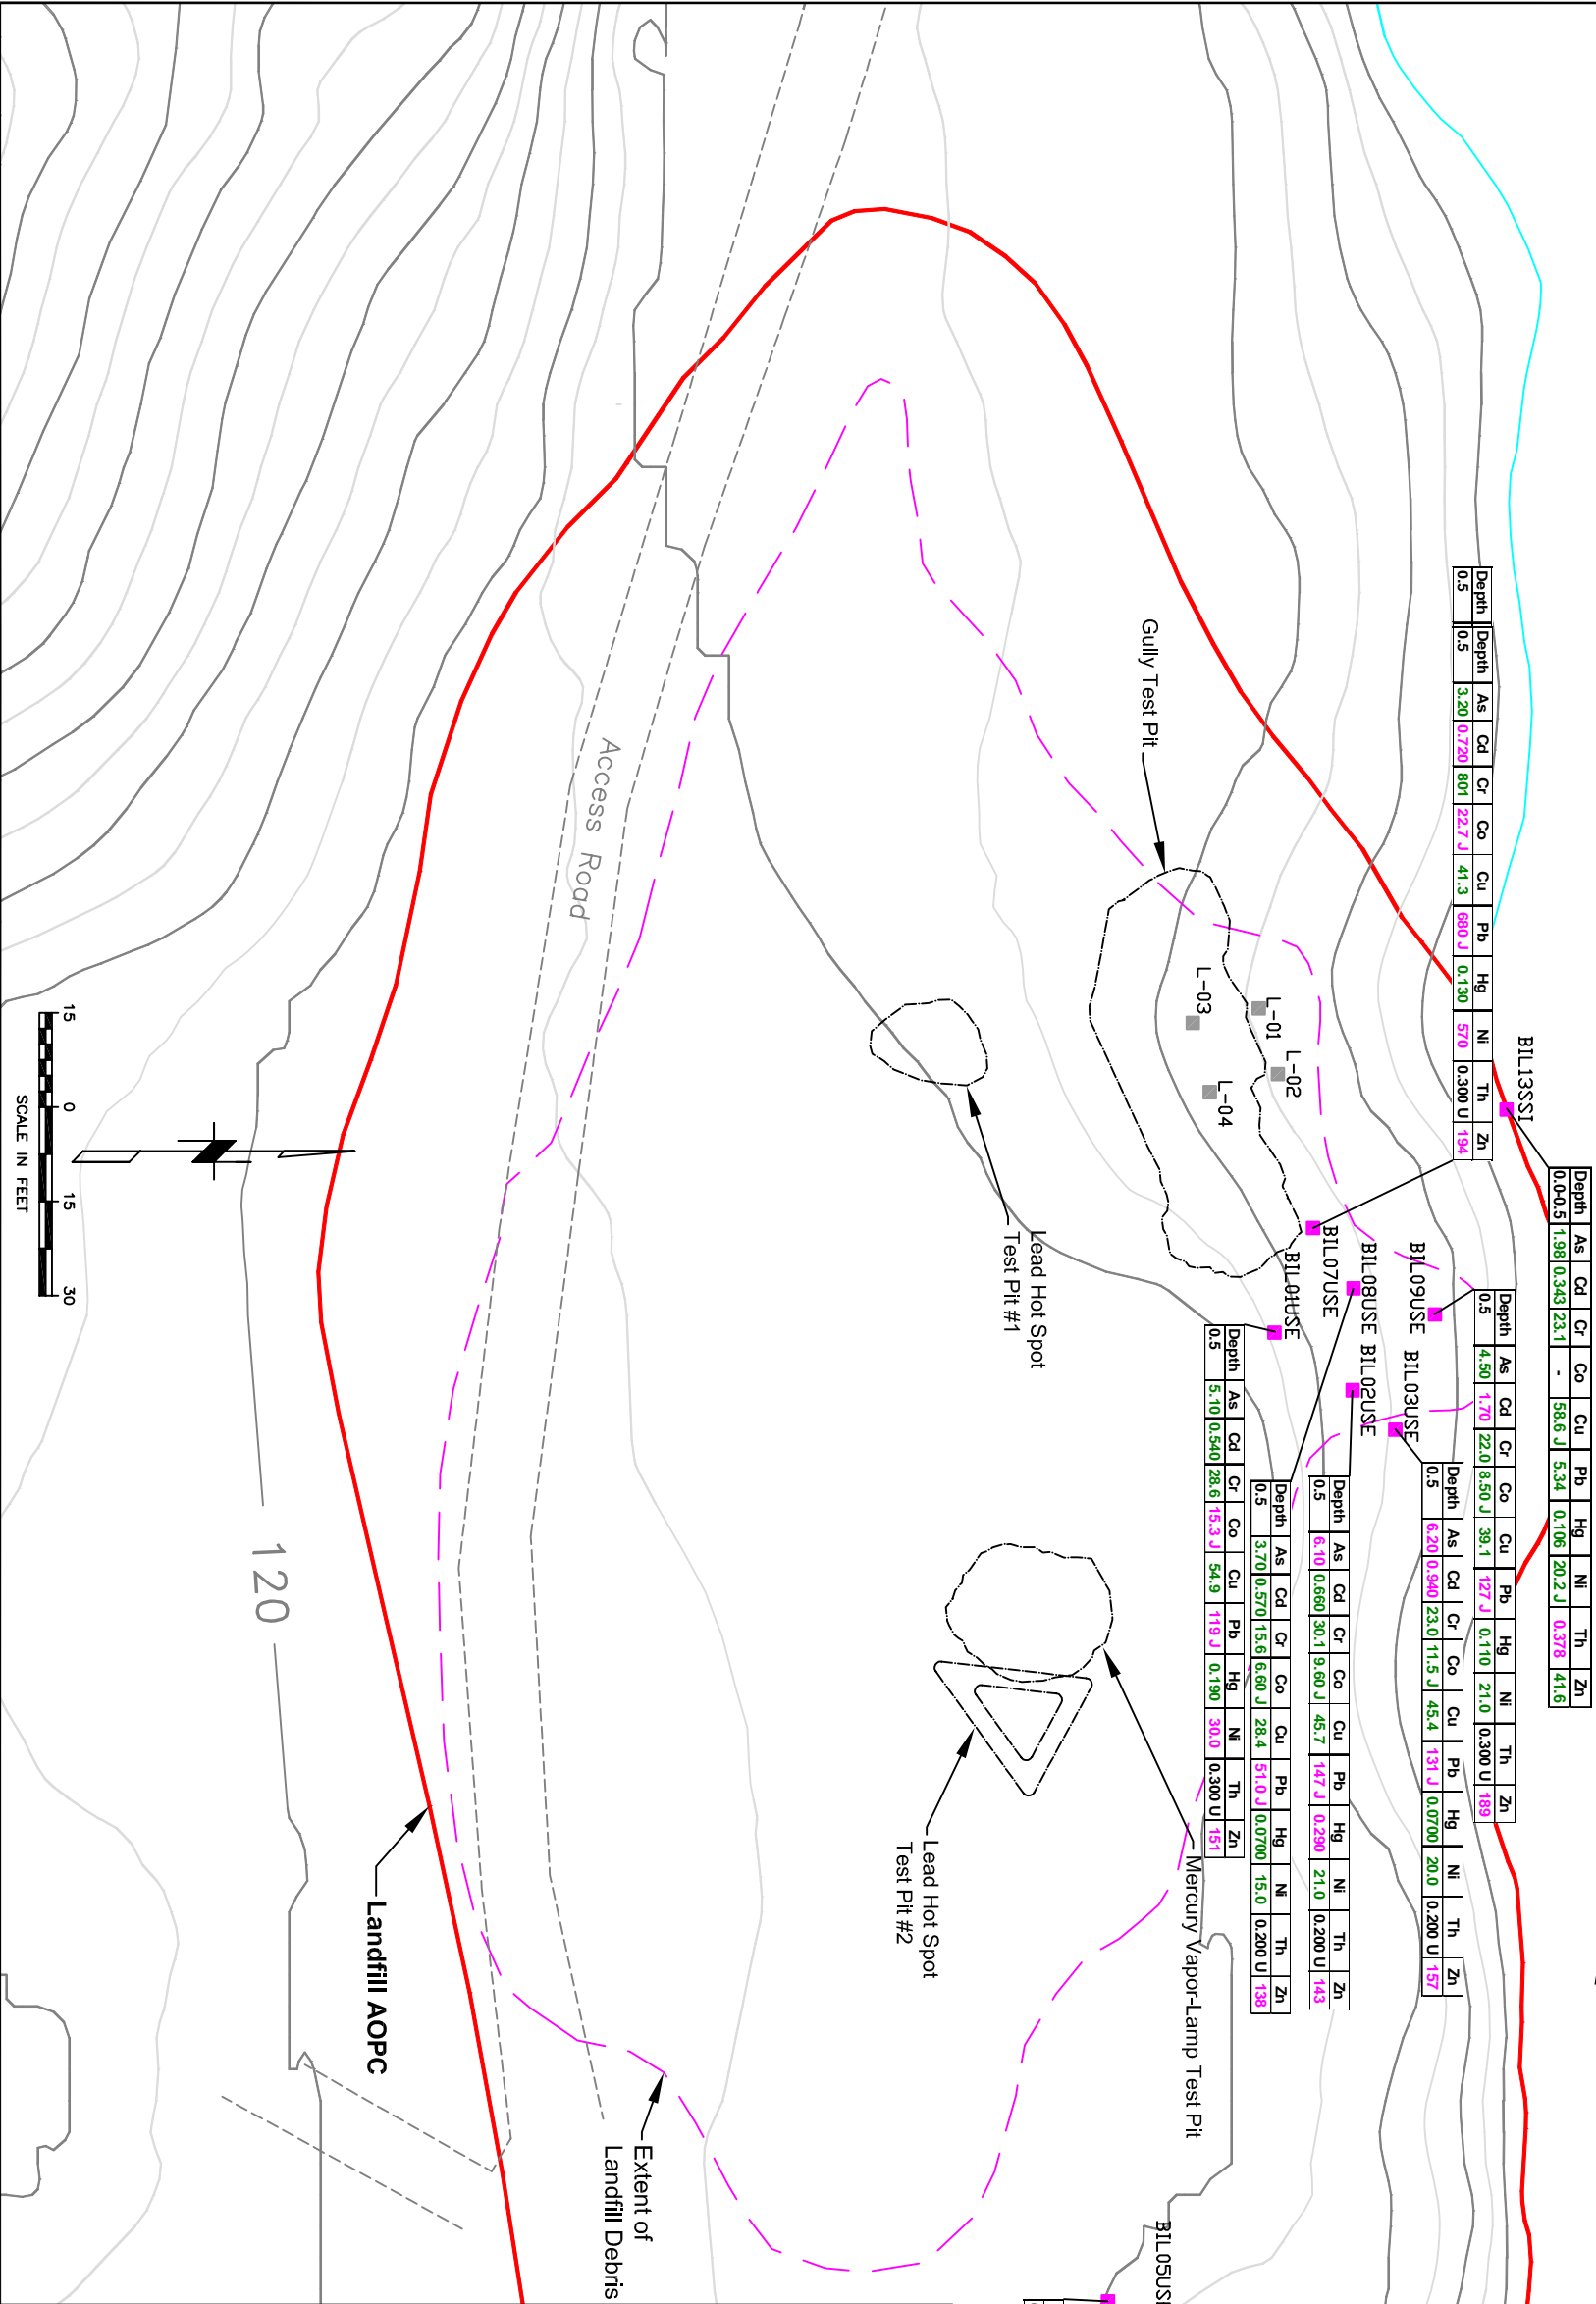 BIL13SSI
Depth As Cd Cr Co Cu Pb Hg Ni Th Zn
0.0-0.5 1.98 0.343 23.1 - 58.6 J 5.34 0.106 20.2 J 0.378 41.6
Depth Depth As Cd Cr Co Cu Pb Hg Ni Th Zn
0.5 0.5 3.20 0.720 801 22.7 J 41.3 680 J 0.130 570 0.300 U 194
BIL09USE
Depth As Cd Cr Co Cu Pb Hg Ni Th Zn
0.5 4.50 1.70 22.0 8.50 J 39.1 127 J 0.110 21.0 0.300 U 189
BIL03USE
Depth As Cd Cr Co Cu Pb Hg Ni Th Zn
0.5 6.20 0.940 23.0 11.5 J 45.4 131 J 0.0700 20.0 0.200 U 157
BIL08USE
BIL02USE
BIL07USE
Depth As Cd Cr Co Cu Pb Hg Ni Th Zn
0.5 6.10 0.660 30.1 9.60 J 45.7 147 J 0.290 21.0 0.200 U 143
BIL01USE
Depth As Cd Cr Co Cu Pb Hg Ni Th Zn
0.5 3.70 0.570 15.6 6.60 J 28.4 51.0 J 0.0700 15.0 0.200 U 138
Depth As Cd Cr Co Cu Pb Hg Ni Th Zn
0.5 5.10 0.540 28.6 15.3 J 54.9 119 J 0.190 30.0 0.300 U 151
L-02
L-01
L-04
L-03
Gully Test Pit
Mercury Vapor-Lamp Test Pit
BIL05USE
Lead Hot Spot
Test Pit #1
Lead Hot Spot
Test Pit #2
Extent of
Landfill Debris
Access Road
Landfill AOPC
120
15 0 15 30
SCALE IN FEET